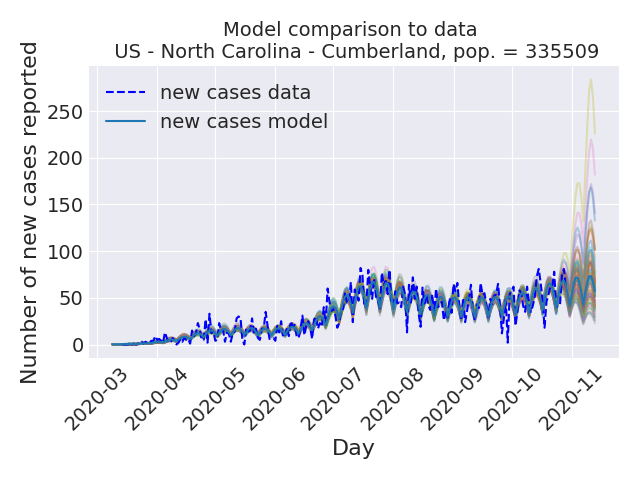 Model comparison to data
US - North Carolina - Cumberland, pop. = 335509
Number of new cases reported
new cases data
new cases model
250
200
150
100
50
0
2020-03
2020-04
2020-05
2020-06
2020-07
2020-08
2020-09
2020-10
2020-11
Day